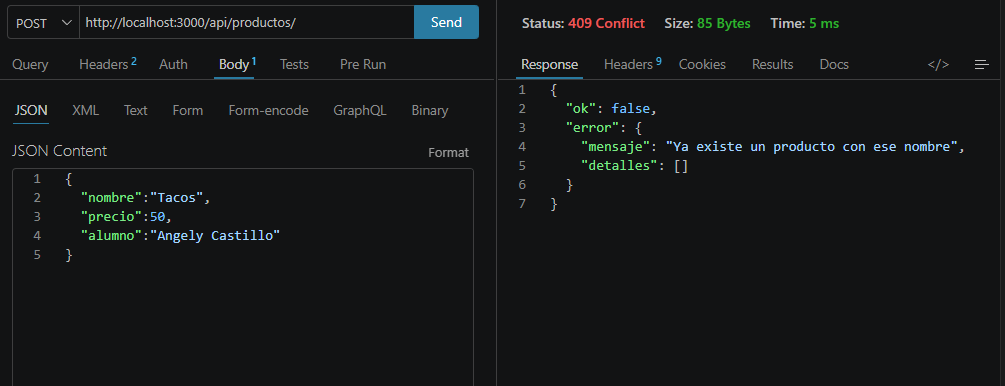 POST http://localhost:3000/api/productos/ Send
Query Headers 2 Auth Body 1 Tests Pre Run
JSON XML Text Form Form-encode GraphQL Binary
JSON Content Format
1 {
2 "nombre":"Tacos",
3 "precio":50,
4 "alumno":"Angely Castillo"
5 }
Status: 409 Conflict Size: 85 Bytes Time: 5 ms
Response Headers 9 Cookies Results Docs </>
1 {
2 "ok": false,
3 "error": {
4 "mensaje": "Ya existe un producto con ese nombre",
5 "detalles": []
6 }
7 }